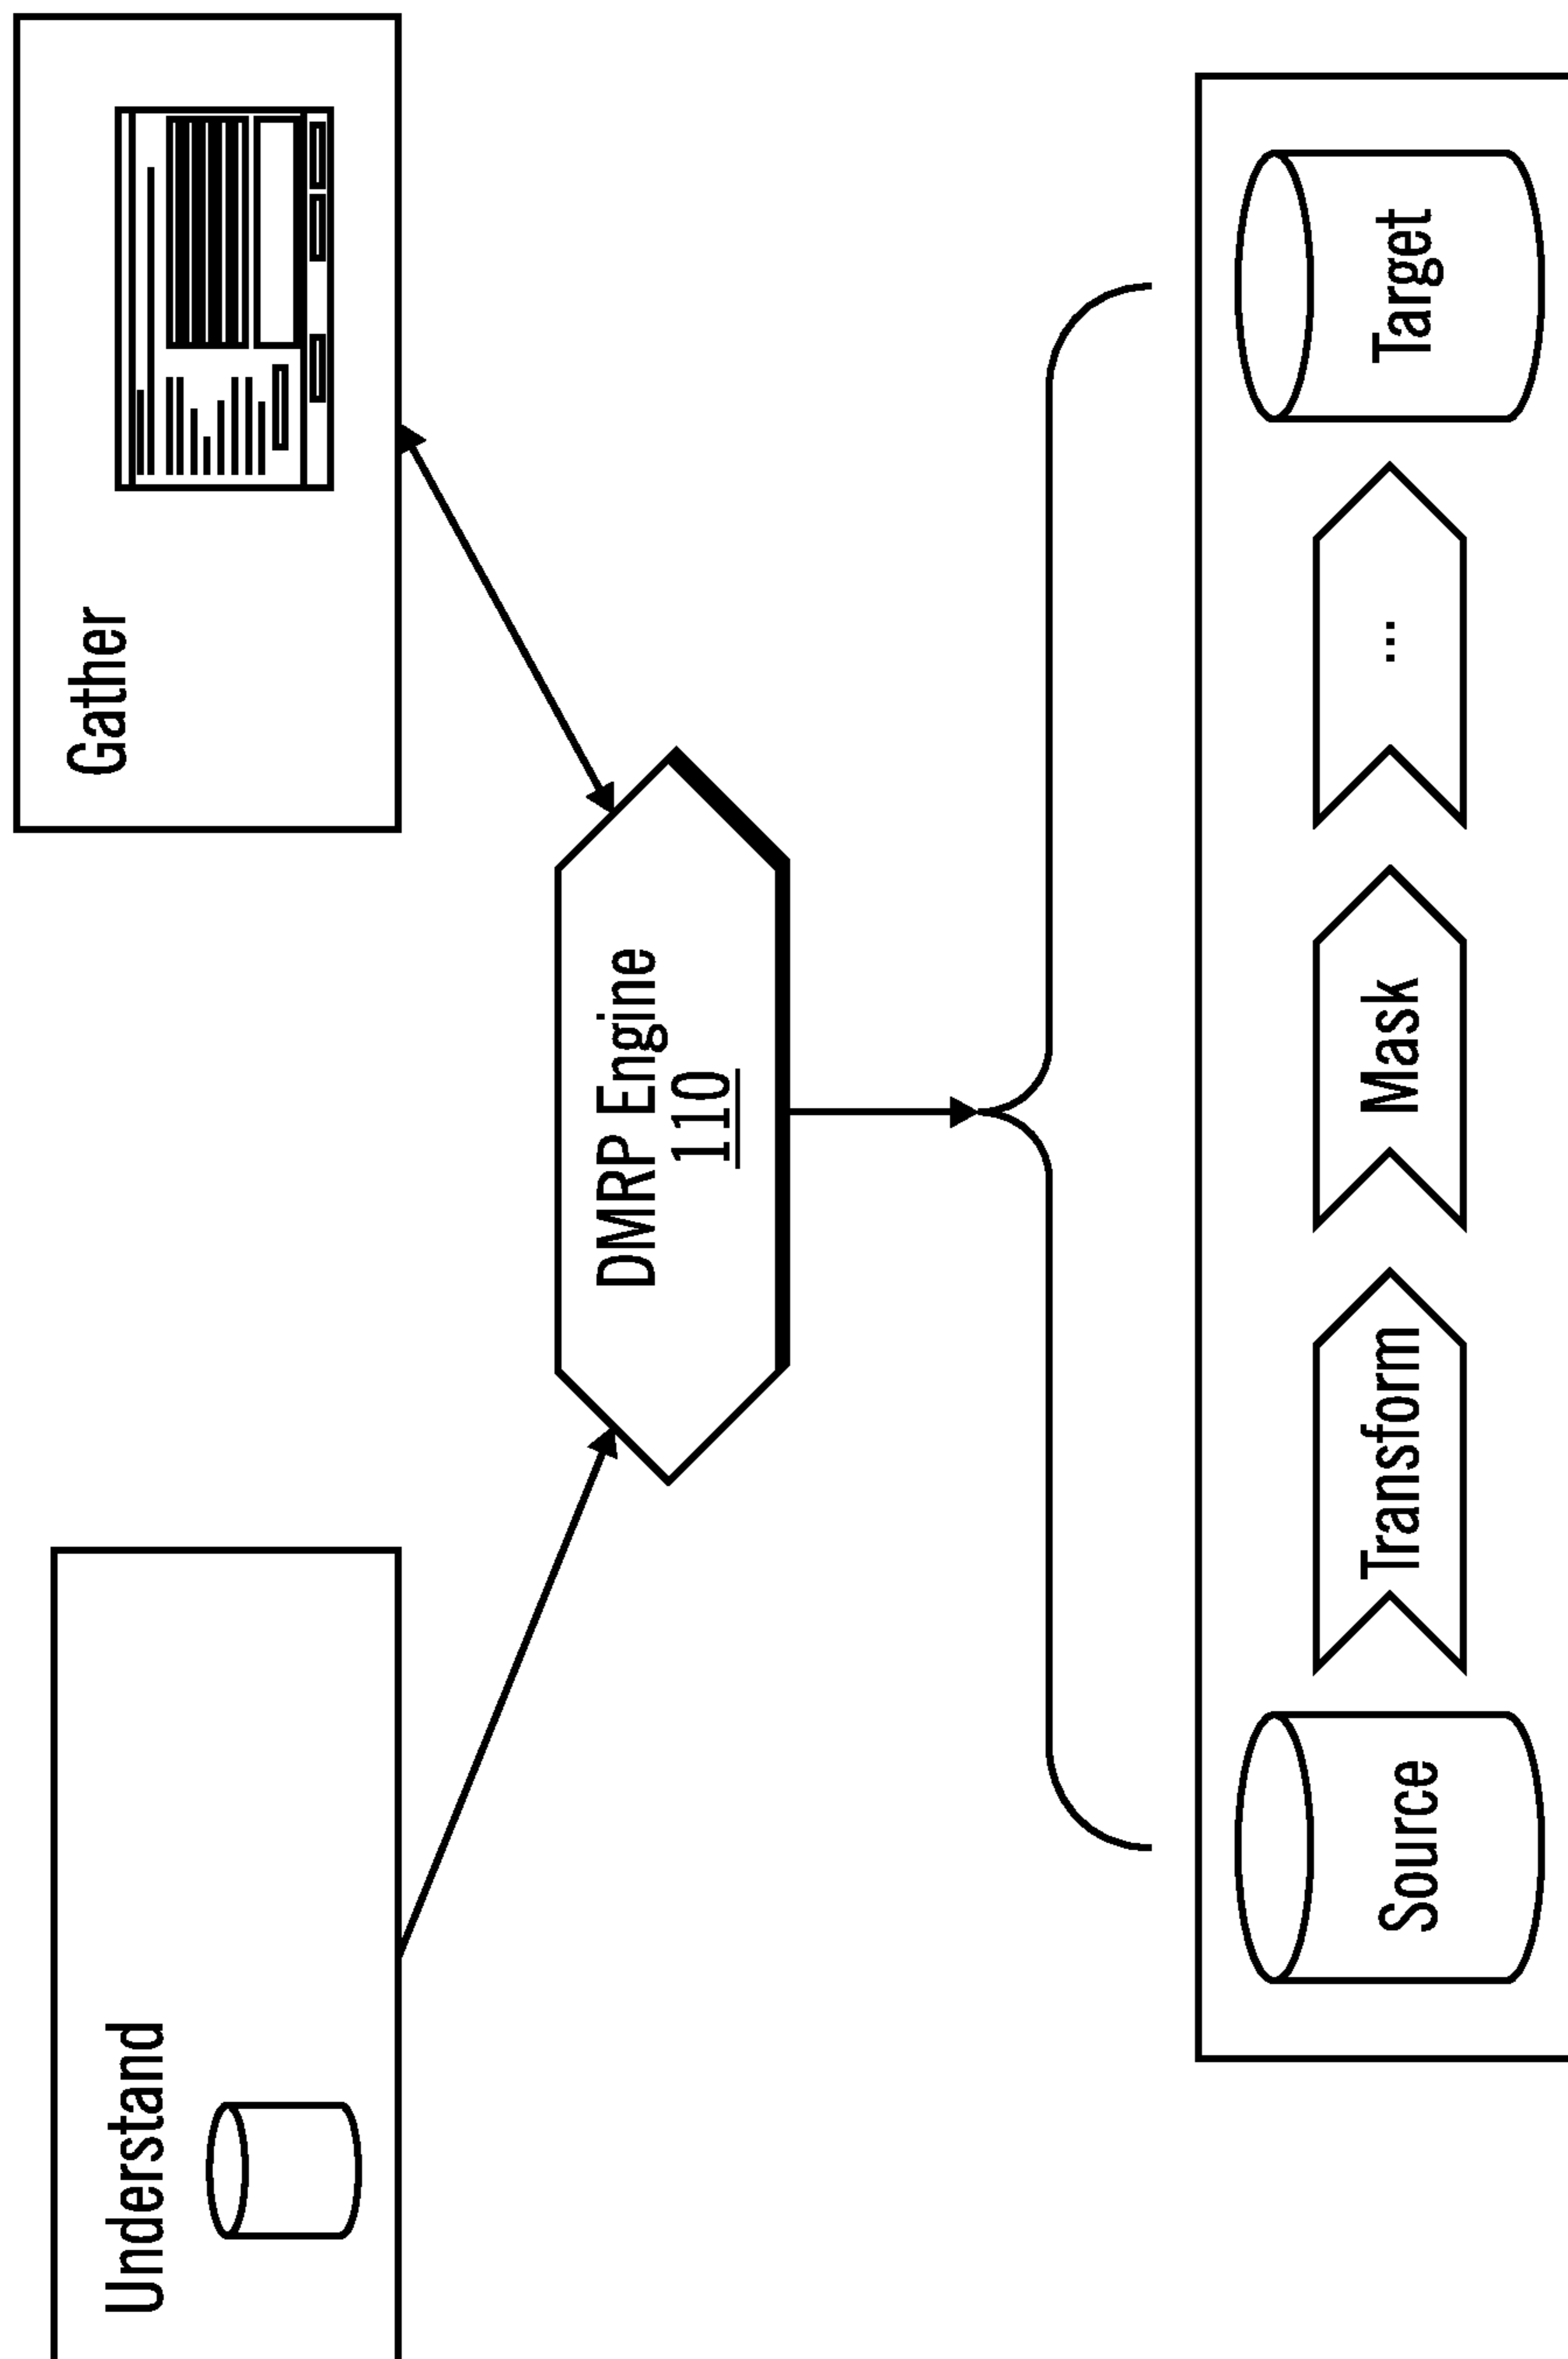 Understand
Gather
DMRP Engine
110
Source
Transform
Mask
...
Target